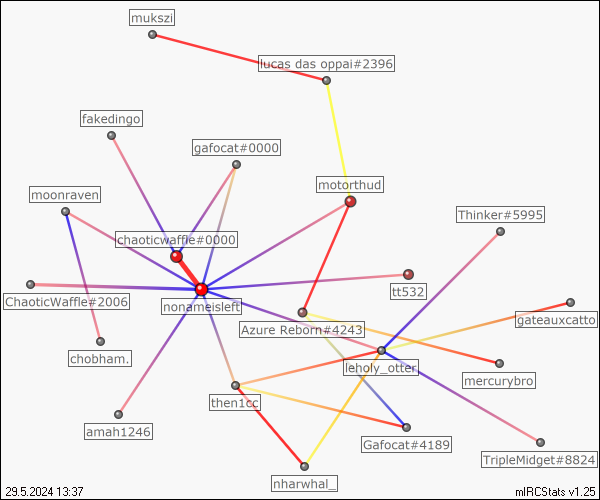 mukszi
lucas das oppai#2396
fakedingo
gafocat#0000
motorthud
moonraven
Thinker#5995
chaoticwaffle#0000
tt532
ChaoticWaffle#2006
nonameisleft
gateauxcatto
Azure Reborn#4243
chobham.
leholy_otter
mercurybro
then1cc
amah1246
Gafocat#4189
TripleMidget#8824
nharwhal_
29.5.2024 13:37
mIRCStats v1.25